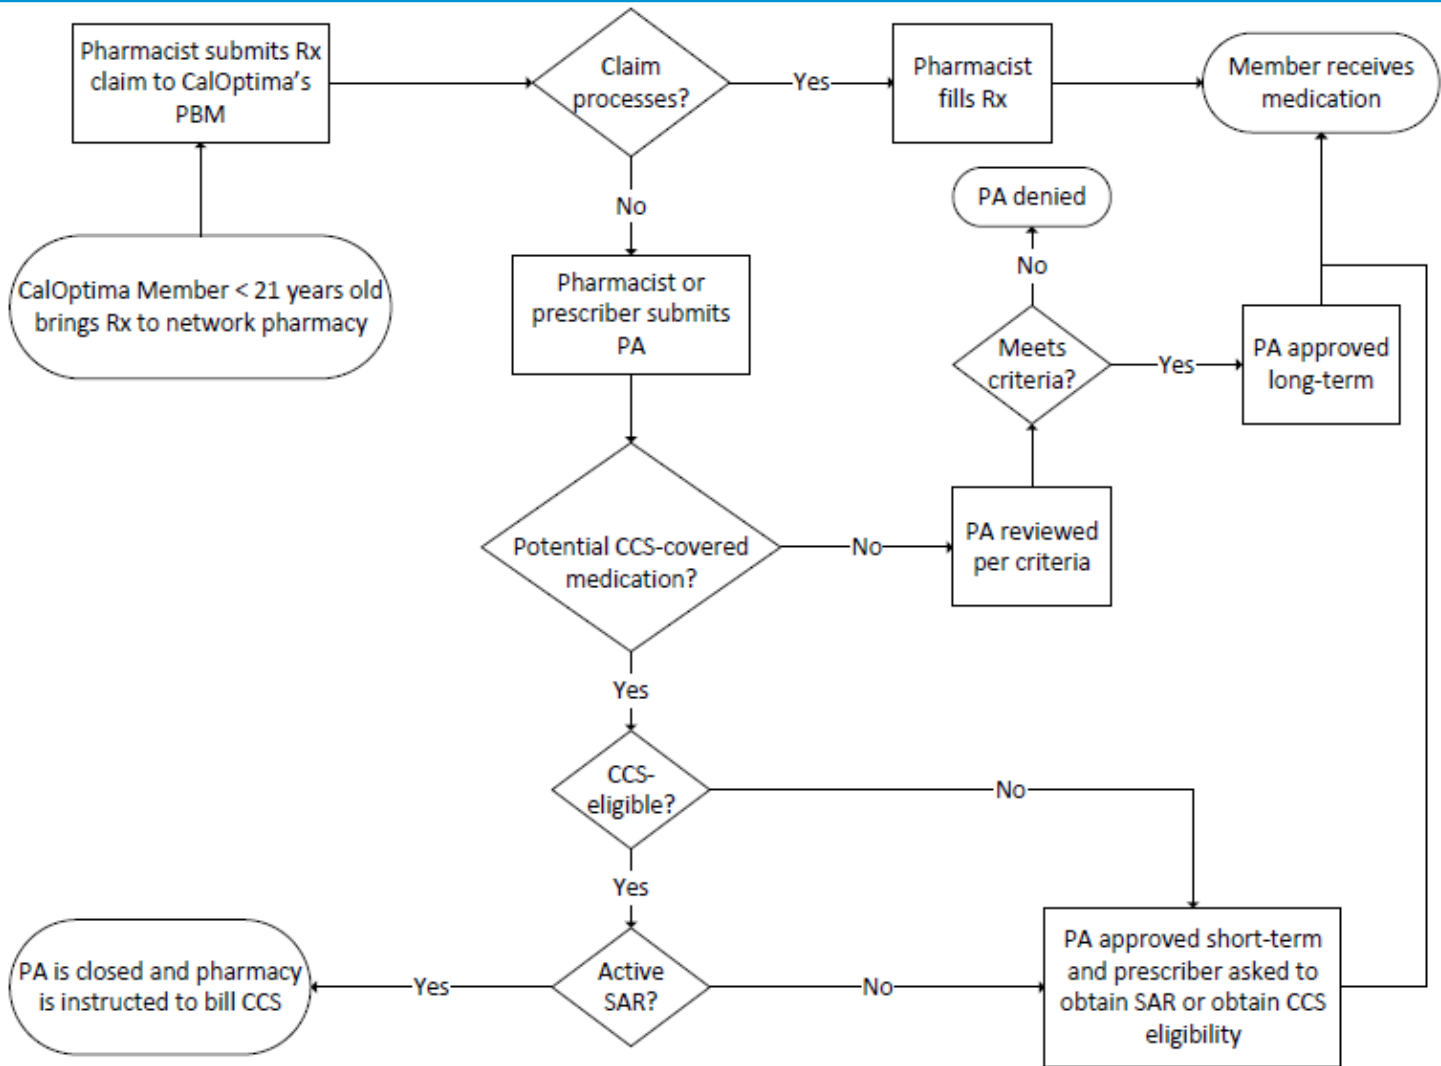 Pharmacist submits Rx
claim to CalOptima's
PBM
Claim
processes?
Yes
Pharmacist
fills Rx
Member receives
medication
No
PA denied
CalOptima Member < 21 years old
brings Rx to network pharmacy
Pharmacist or
prescriber submits
PA
No
Meets
criteria?
Yes
PA approved
long-term
Potential CCS-covered
medication?
No
PA reviewed
per criteria
Yes
CCS-
eligible?
No
Yes
PA is closed and pharmacy
is instructed to bill CCS
Yes
Active
SAR?
No
PA approved short-term
and prescriber asked to
obtain SAR or obtain CCS
eligibility